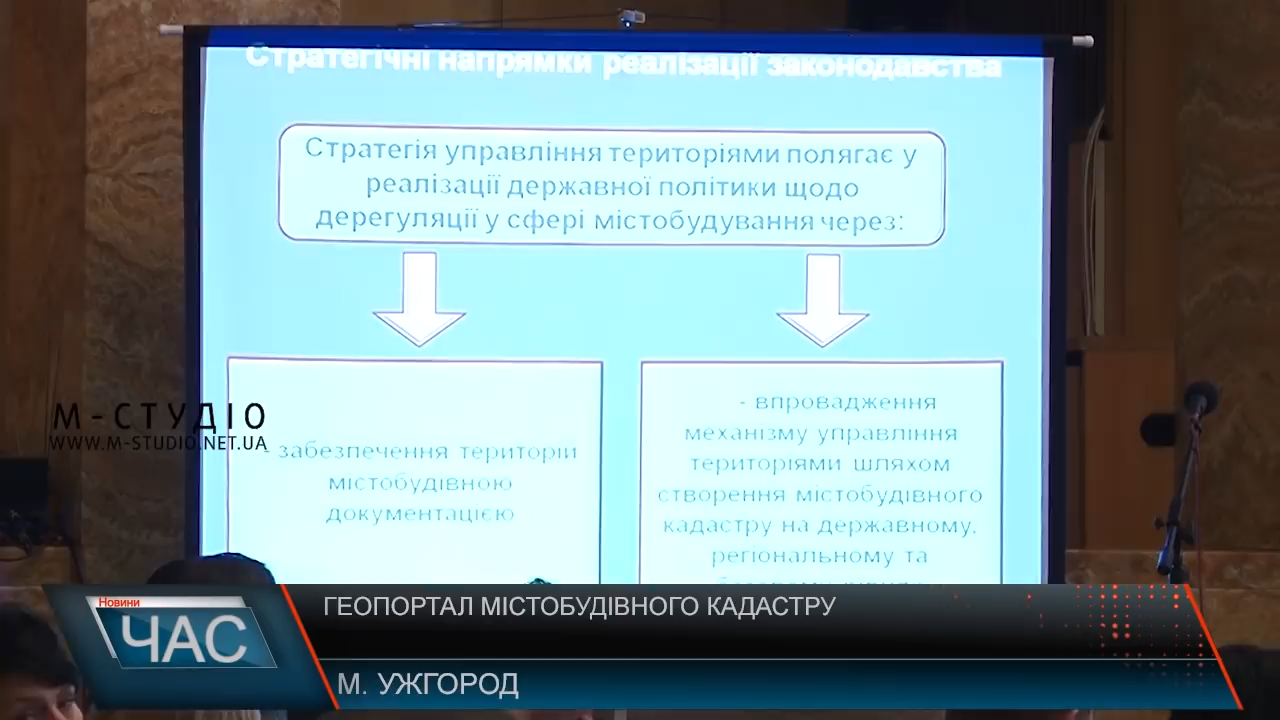 Стратегічні напрямки реалізації законодавства
Стратегія управління територіями полягає у
реалізації державної політики щодо
дерегуляції у сфері містобудування через:
- забезпечення територій
містобудівною
документацією
- впровадження
механізму управління
територіями шляхом
створення містобудівного
кадастру на державному,
регіональному та
М-СТУДІО
WWW.M-STUDIO.NET.UA
Новини
ЧАС
ГЕОПОРТАЛ МІСТОБУДІВНОГО КАДАСТРУ
М. УЖГОРОД